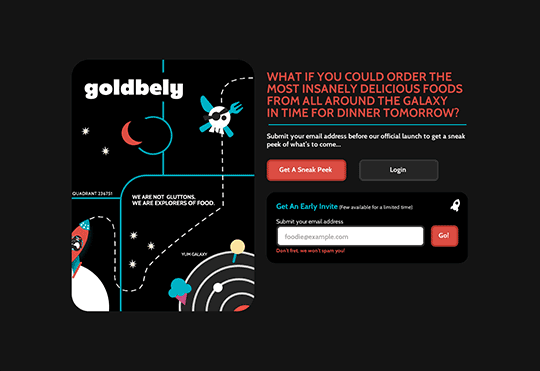 goldbely
QUADRANT 236751
WE ARE NOT GLUTTONS.
WE ARE EXPLORERS OF FOOD.
YUM GALAXY
WHAT IF YOU COULD ORDER THE
MOST INSANELY DELICIOUS FOODS
FROM ALL AROUND THE GALAXY
IN TIME FOR DINNER TOMORROW?
Submit your email address before our official launch to get a sneak
peek of what's to come...
Get A Sneak Peek
Login
Get An Early Invite (Few available for a limited time!)
Submit your email address
foodie@example.com
Go!
Don't fret, we won't spam you!